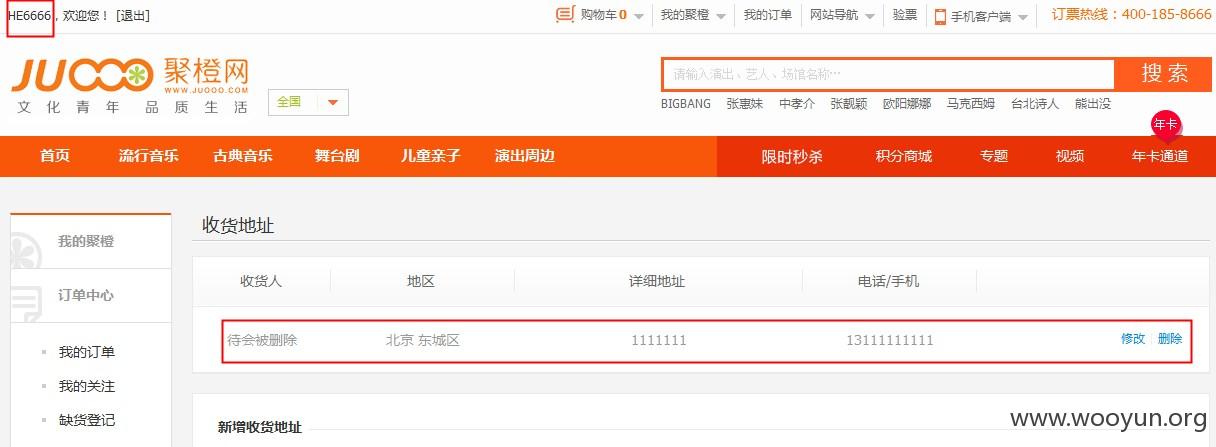 HE6666，欢迎您！ [退出]
购物车0 我的聚橙 我的订单 网站导航 验票 手机客户端 订票热线：400-185-8666
JUOOO 聚橙网
WWW.JUOOO.COM
文化青年 品质生活
全国
请输入演出、艺人、场馆名称…
搜索
BIGBANG 张惠妹 中孝介 张靓颖 欧阳娜娜 马克西姆 台北诗人 熊出没
年卡
首页 流行音乐 古典音乐 舞台剧 儿童亲子 演出周边 限时秒杀 积分商城 专题 视频 年卡通道
收货地址
我的聚橙
订单中心
我的订单
我的关注
缺货登记
收货人 地区 详细地址 电话/手机
待会被删除 北京 东城区 1111111 13111111111 修改 删除
新增收货地址
www.wooyun.org